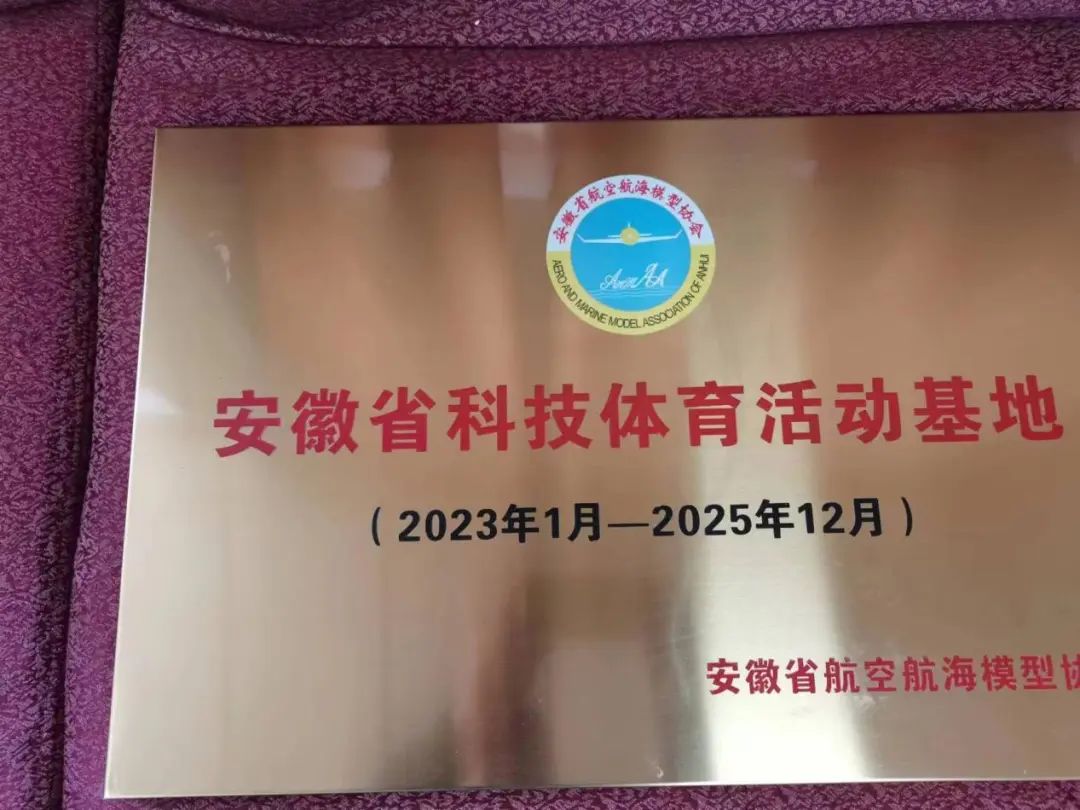 安徽省航空航海模型协会
AERO AND MARINE MODEL ASSOCIATION OF ANHUI
安徽省科技体育活动基地
(2023年1月—2025年12月)
安徽省航空航海模型协